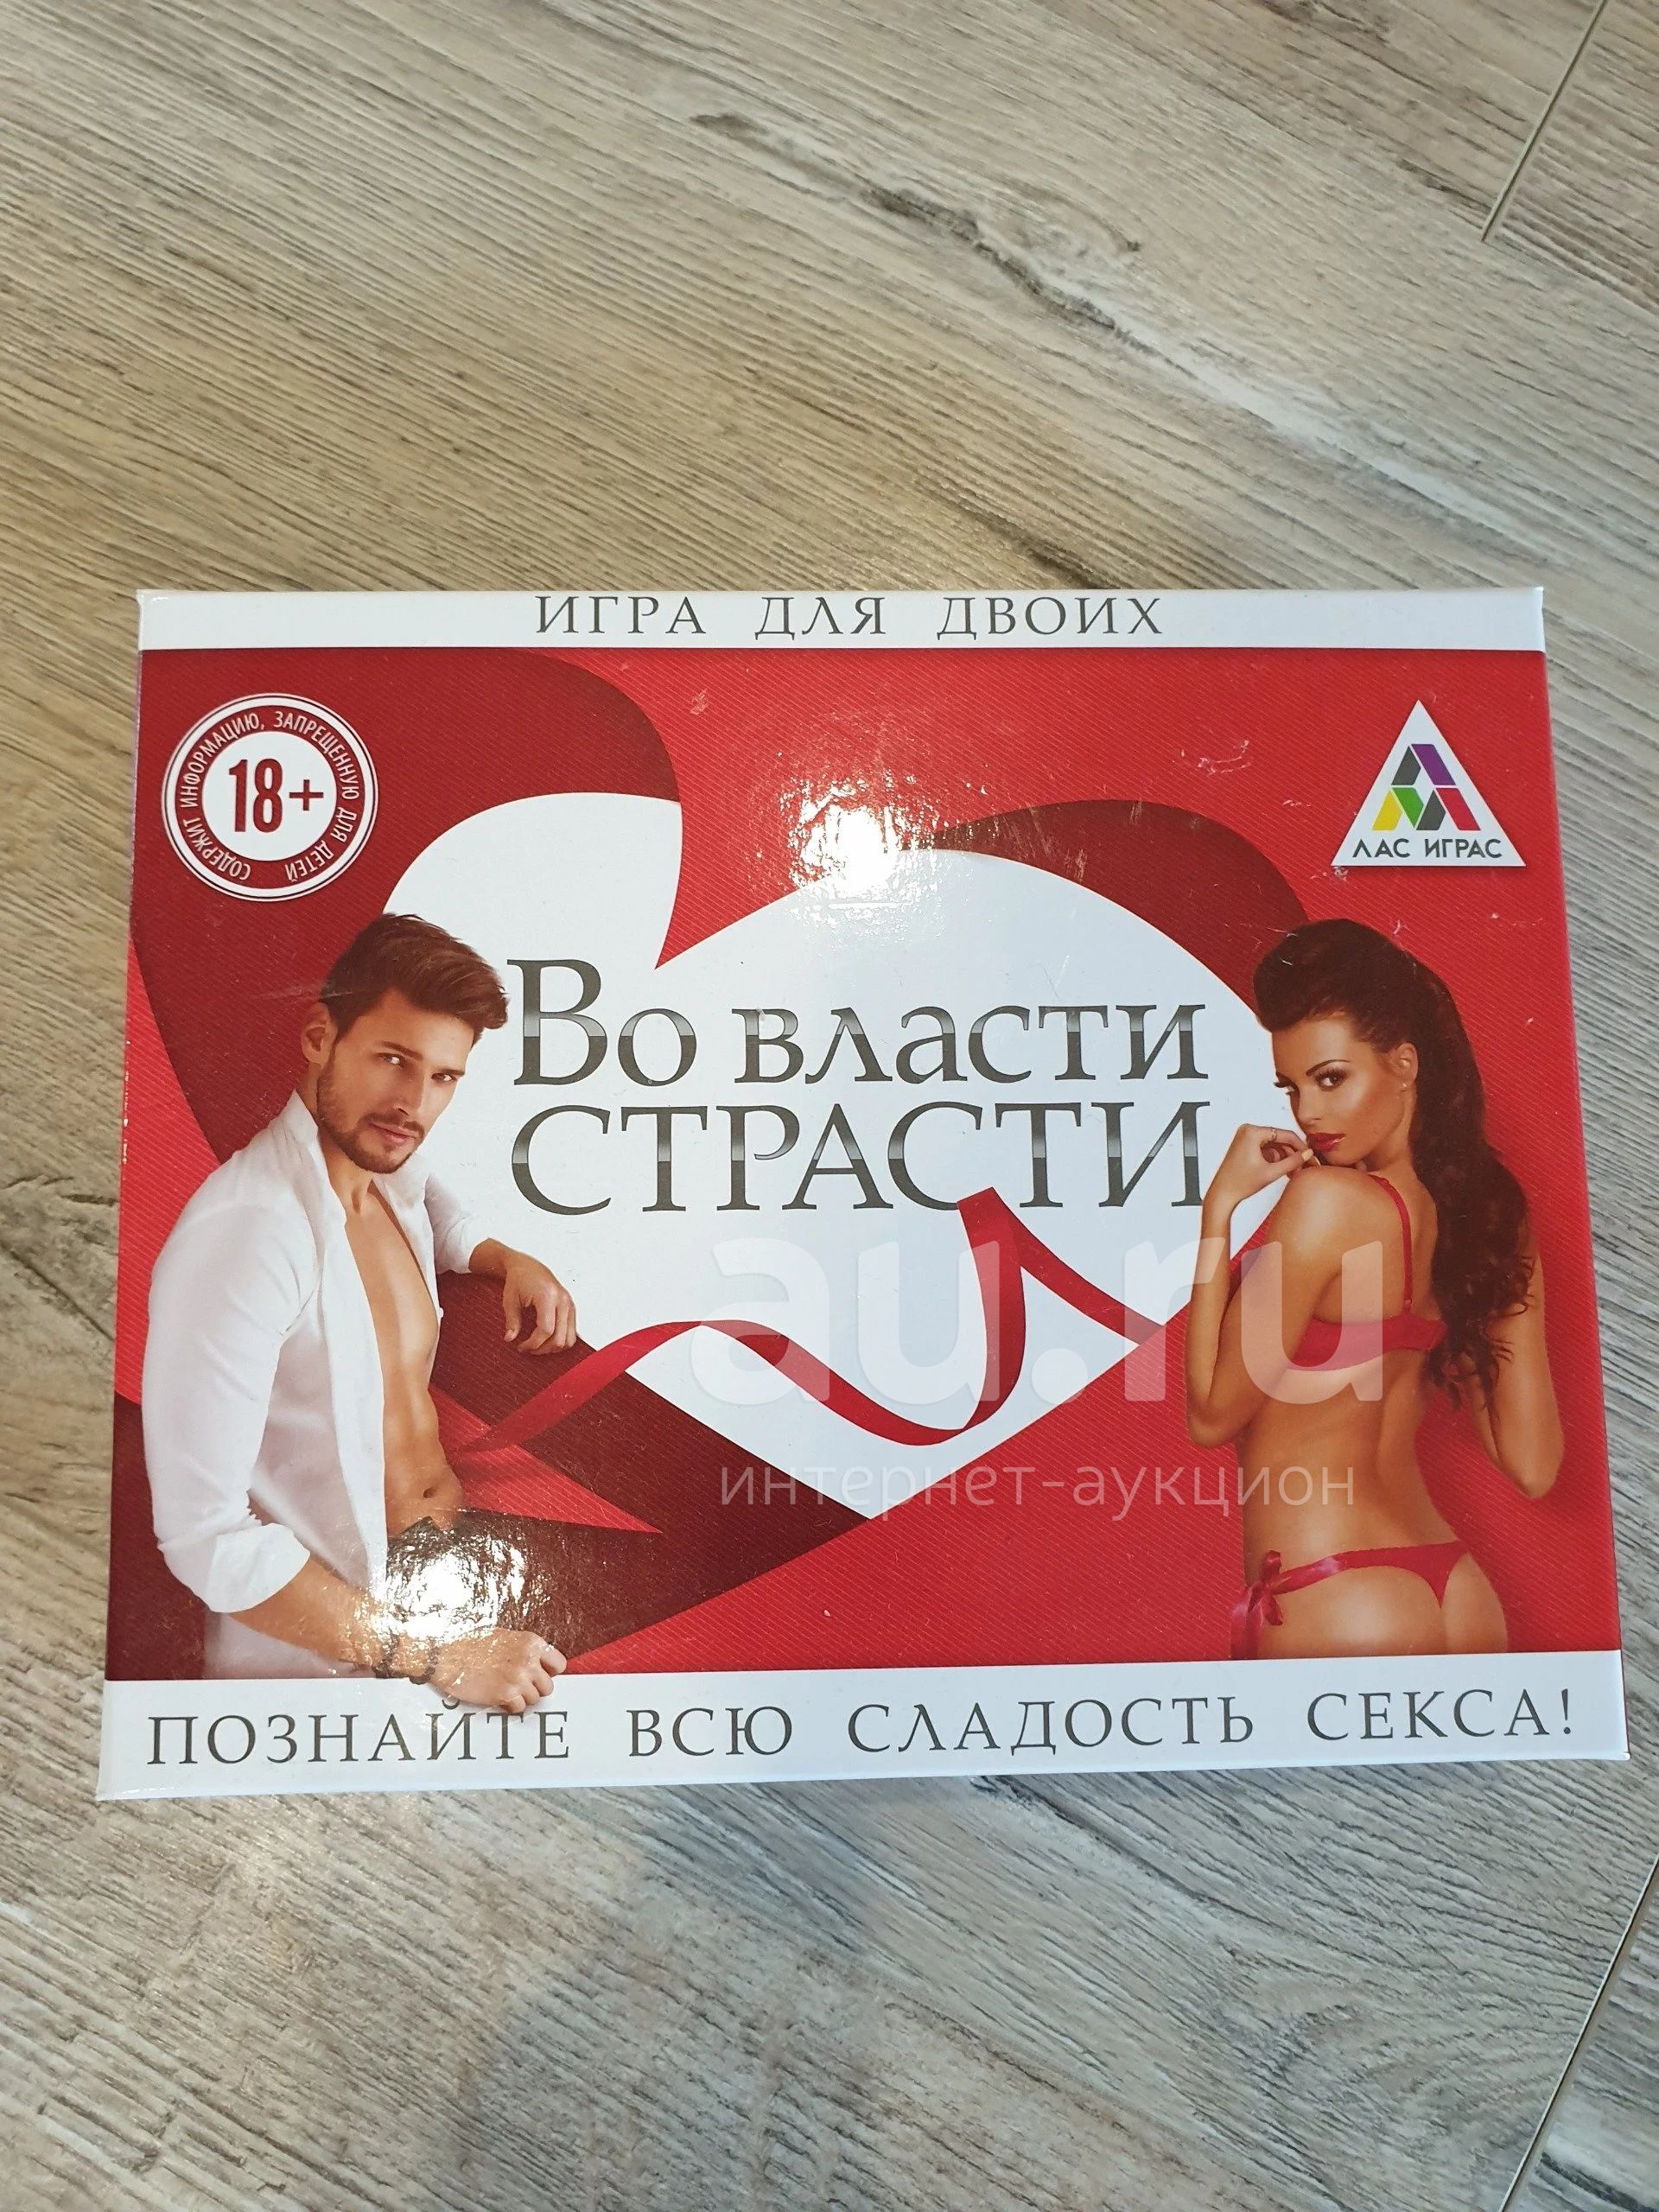 ИГРА ДЛЯ ДВОИХ
СОДЕРЖИТ ИНФОРМАЦИЮ, ЗАПРЕЩЕННУЮ ДЛЯ ДЕТЕЙ
18+
ЛАС ИГРАС
Во власти
СТРАСТИ
au.ru
интернет-аукцион
ПОЗНАЙТЕ ВСЮ СЛАДОСТЬ СЕКСА!